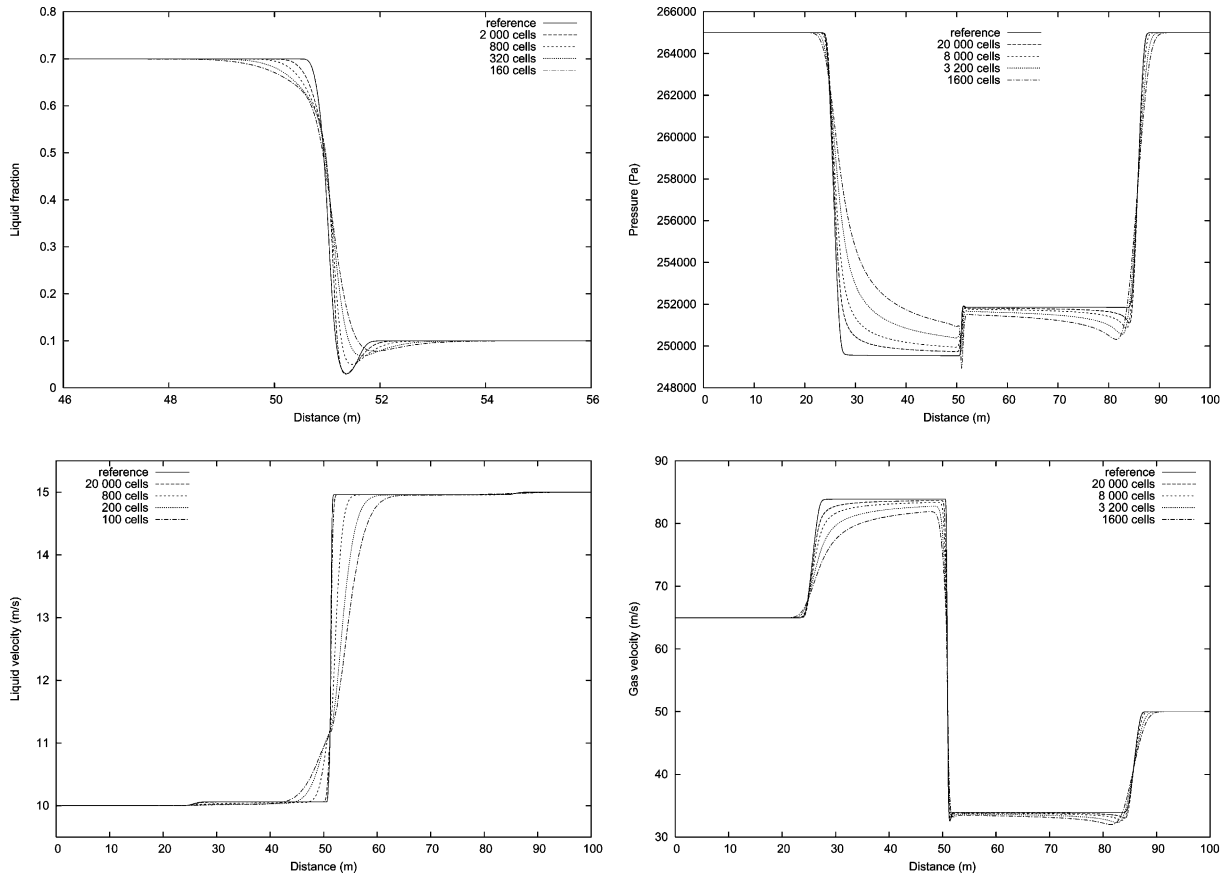 0.8
0.7
0.6
0.5
0.4
0.3
0.2
0.1
0
Liquid fraction
reference
2 000 cells
800 cells
320 cells
160 cells
46
48
50
52
54
56
Distance (m)
266000
264000
262000
260000
258000
256000
254000
252000
250000
248000
Pressure (Pa)
reference
20 000 cells
8 000 cells
3 200 cells
1600 cells
0
10
20
30
40
50
60
70
80
90
100
Distance (m)
15
14
13
12
11
10
Liquid velocity (m/s)
reference
20 000 cells
800 cells
200 cells
100 cells
0
10
20
30
40
50
60
70
80
90
100
Distance (m)
90
80
70
60
50
40
30
Gas velocity (m/s)
reference
20 000 cells
8 000 cells
3 200 cells
1600 cells
0
10
20
30
40
50
60
70
80
90
100
Distance (m)